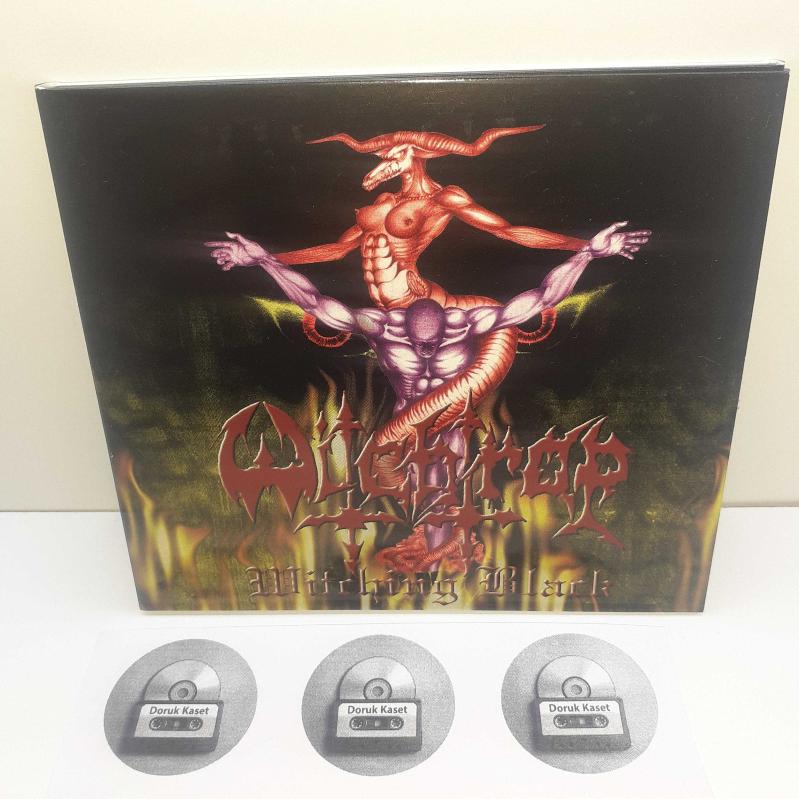 Witchtrap
Witching Black
Doruk Kaset
Doruk Kaset
Doruk Kaset